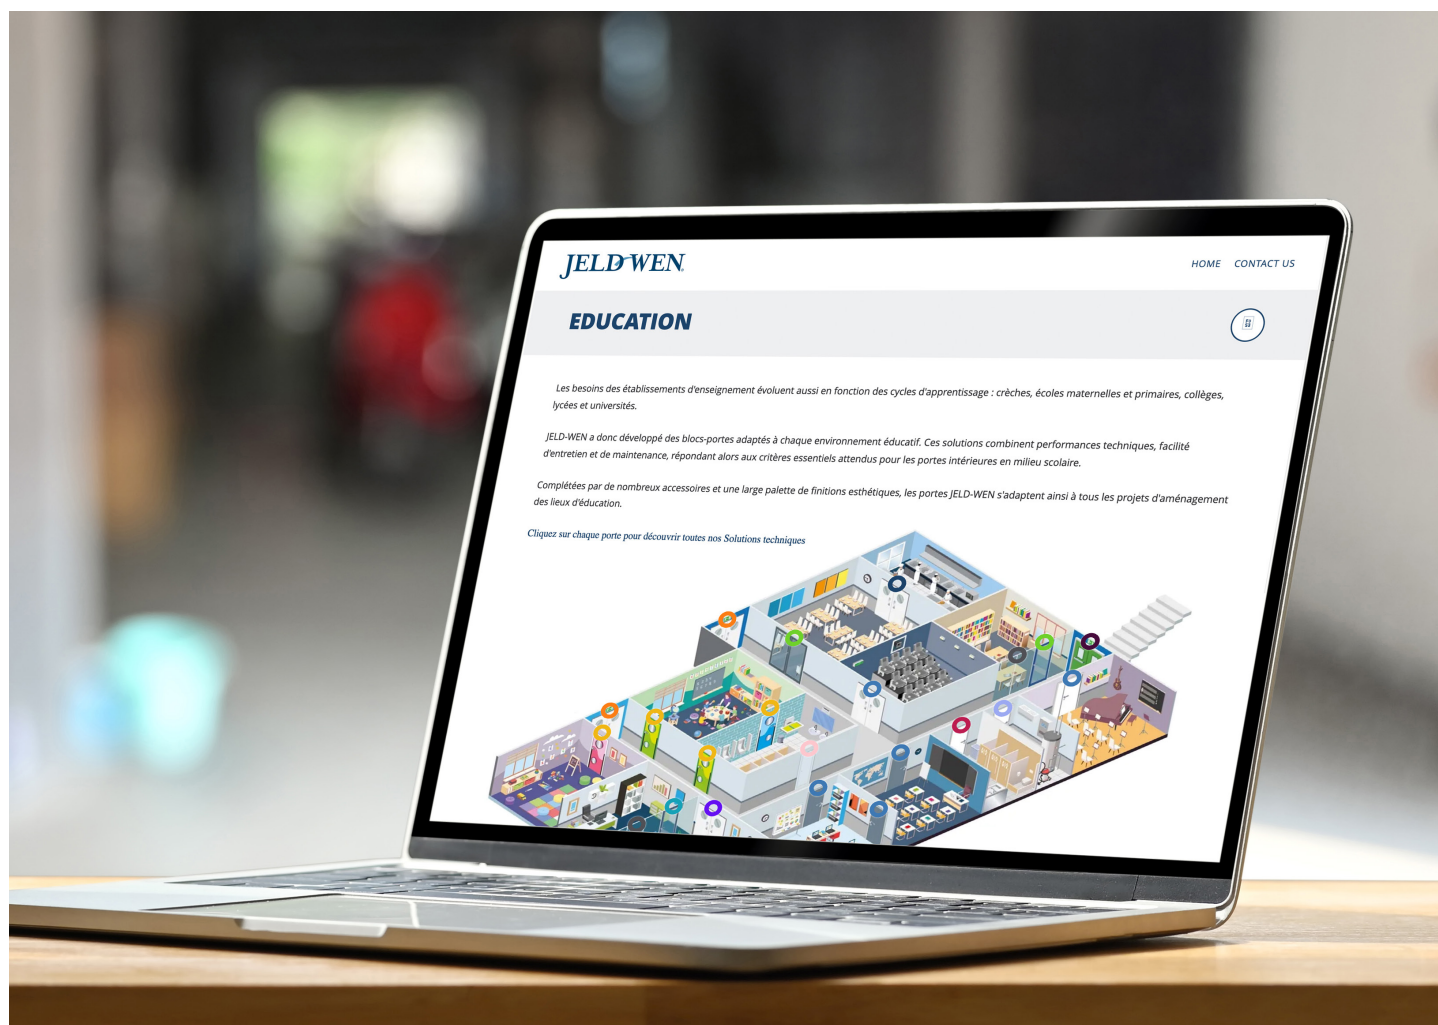 JELD-WEN
HOME CONTACT US
EDUCATION
Les besoins des établissements d'enseignement évoluent aussi en fonction des cycles d'apprentissage : crèches, écoles maternelles et primaires, collèges,
lycées et universités.
JELD-WEN a donc développé des blocs-portes adaptés à chaque environnement éducatif. Ces solutions combinent performances techniques, facilité
d'entretien et de maintenance, répondant alors aux critères essentiels attendus pour les portes intérieures en milieu scolaire.
Complétées par de nombreux accessoires et une large palette de finitions esthétiques, les portes JELD-WEN s'adaptent ainsi à tous les projets d'aménagement
des lieux d'éducation.
Cliquez sur chaque porte pour découvrir toutes nos Solutions techniques